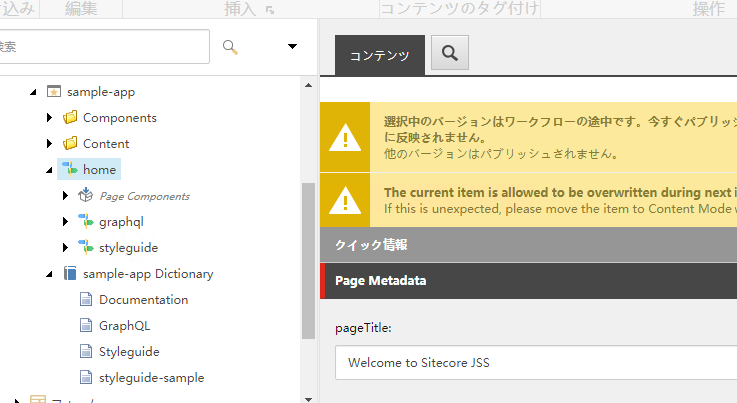 編集
挿入
コンテンツのタグ付け
操作
検索
コンテンツ
sample-app
Components
Content
home
Page Components
graphql
styleguide
sample-app Dictionary
Documentation
GraphQL
Styleguide
styleguide-sample
選択中のバージョンはワークフローの途中です。今すぐパブリッシ
に反映されません。
他のバージョンはパブリッシュされません。
The current item is allowed to be overwritten during next
If this is unexpected, please move the item to Content Mode
クイック情報
Page Metadata
pageTitle:
Welcome to Sitecore JSS